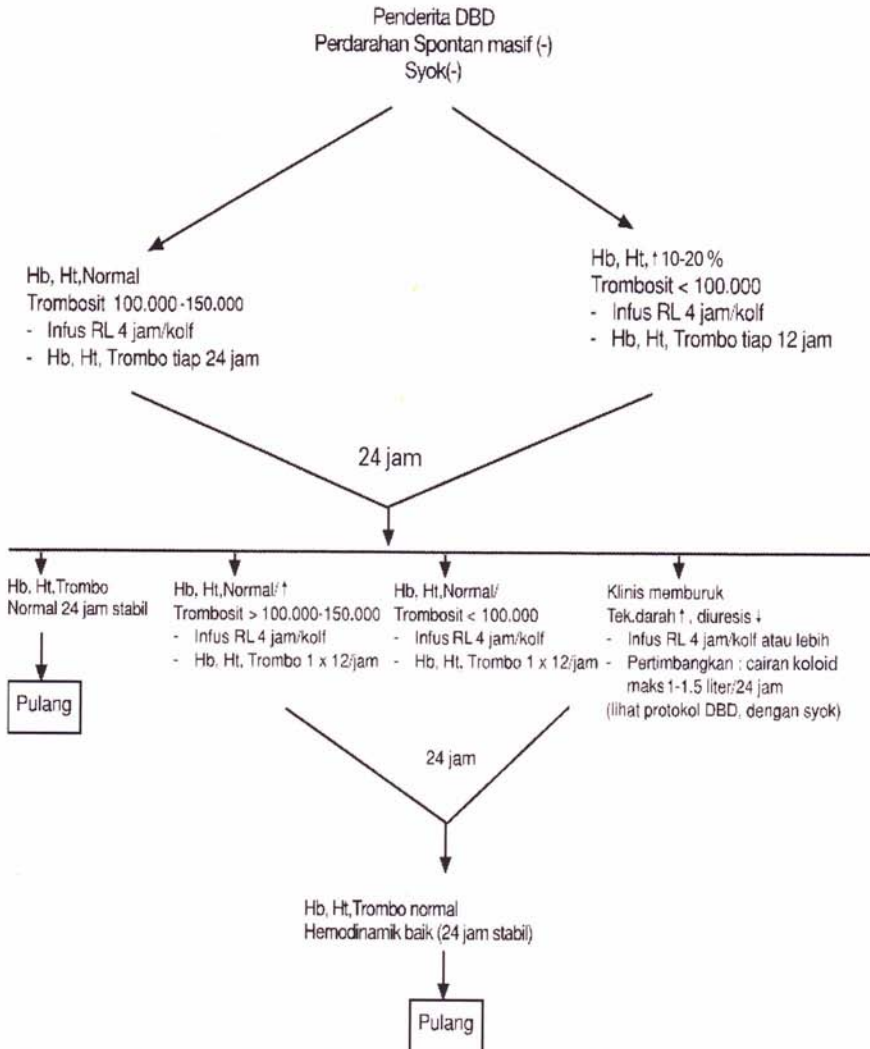 Penderita DBD
Perdarahan Spontan masif (-)
Syok(-)
Hb, Ht,Normal
Trombosit 100.000-150.000
- Infus RL 4 jam/kolf
- Hb, Ht, Trombo tiap 24 jam
Hb, Ht,↑10-20 %
Trombosit < 100.000
- Infus RL 4 jam/kolf
- Hb, Ht, Trombo tiap 12 jam
24 jam
Hb, Ht,Trombo
Normal 24 jam stabil
Pulang
Hb, Ht,Normal/↑
Trombosit > 100.000-150.000
- Infus RL 4 jam/kolf
- Hb, Ht, Trombo 1 x 12/jam
Hb, Ht,Normal/
Trombosit < 100.000
- Infus RL 4 jam/kolf
- Hb, Ht, Trombo 1 x 12/jam
Klinis memburuk
Tek.darah ↑, diuresis ↓
- Infus RL 4 jam/kolf atau lebih
- Pertimbangkan : cairan koloid
maks 1-1.5 liter/24 jam
(lihat protokol DBD, dengan syok)
24 jam
Hb, Ht,Trombo normal
Hemodinamik baik (24 jam stabil)
Pulang